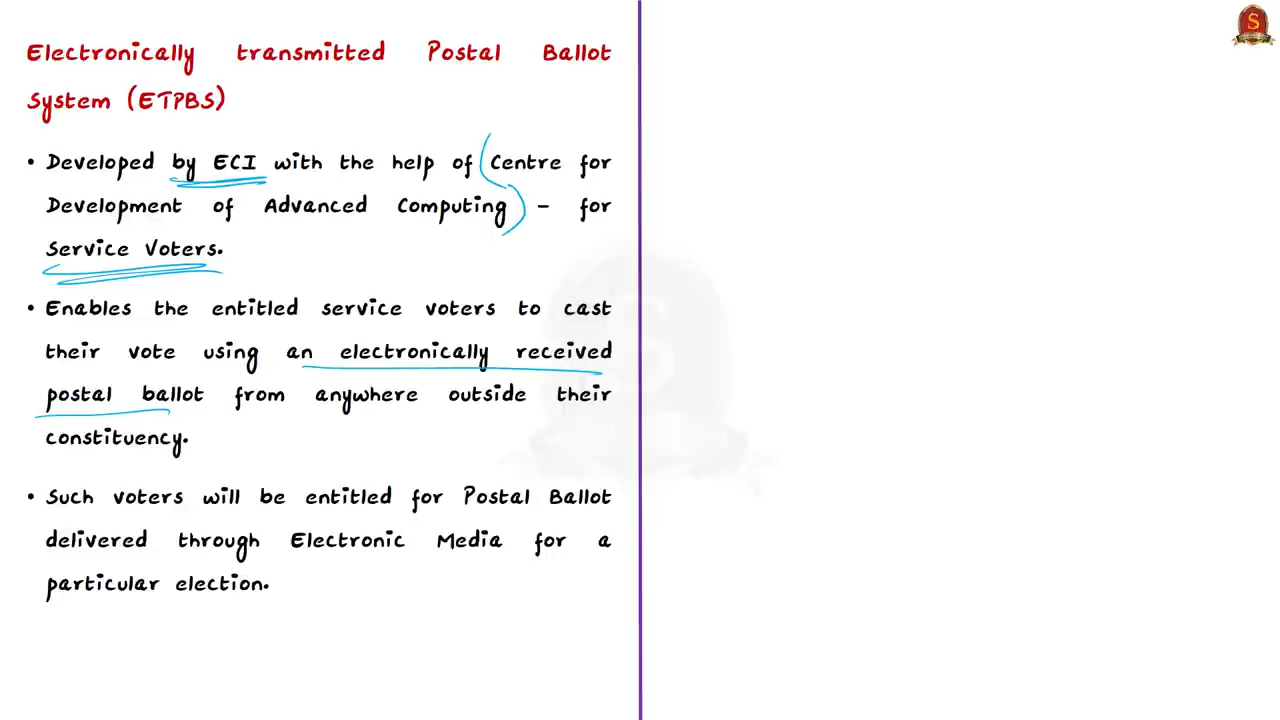 Electronically transmitted Postal Ballot
System (ETPBS)
• Developed by ECI with the help of Centre for
Development of Advanced Computing - for
Service Voters.
• Enables the entitled service voters to cast
their vote using an electronically received
postal ballot from anywhere outside their
constituency.
• Such voters will be entitled for Postal Ballot
delivered through Electronic Media for a
particular election.
S